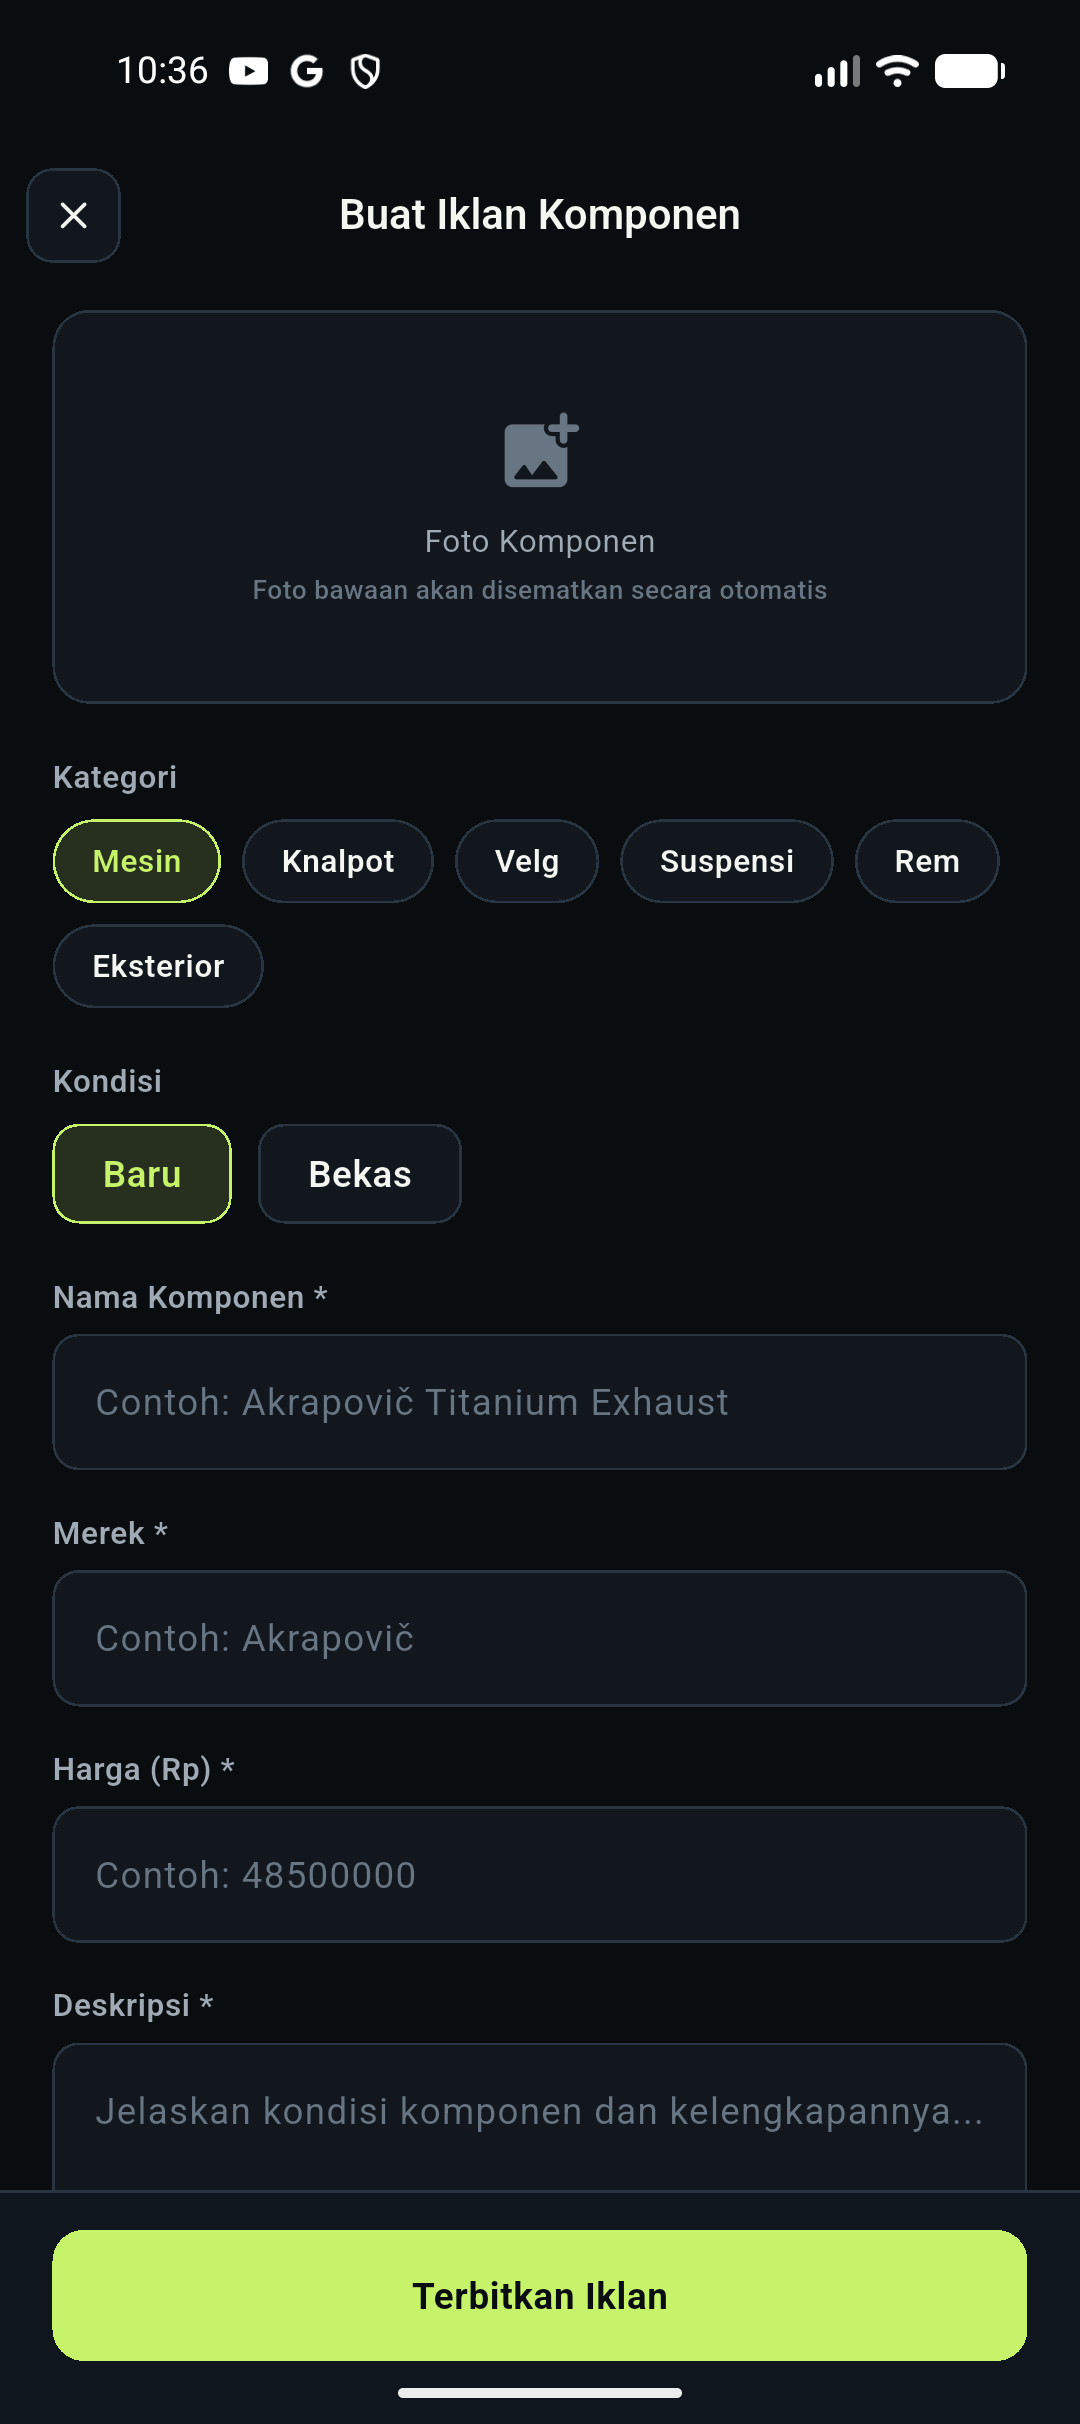 10:36
Buat Iklan Komponen
Foto Komponen
Foto bawaan akan disematkan secara otomatis
Kategori
Mesin Knalpot Velg Suspensi Rem
Eksterior
Kondisi
Baru Bekas
Nama Komponen *
Contoh: Akrapovič Titanium Exhaust
Merek *
Contoh: Akrapovič
Harga (Rp) *
Contoh: 48500000
Deskripsi *
Jelaskan kondisi komponen dan kelengkapannya...
Terbitkan Iklan